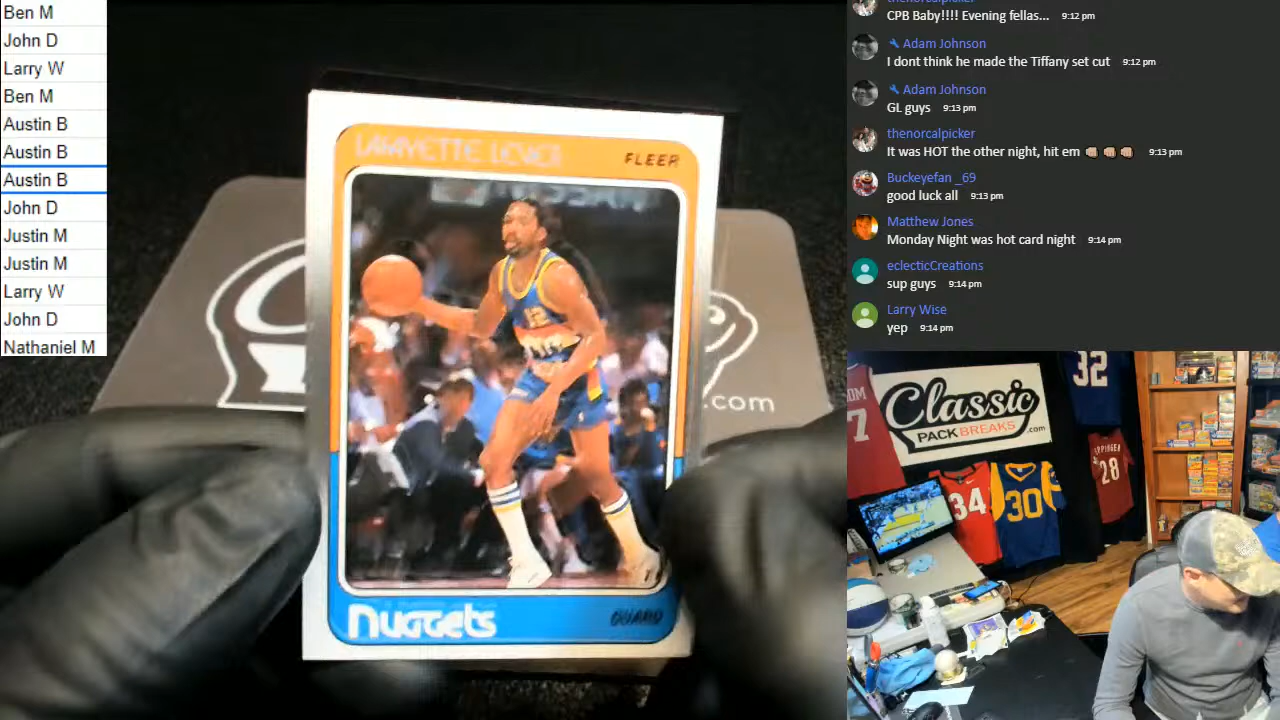 Ben M
John D
Larry W
Ben M
Austin B
Austin B
Austin B
John D
Justin M
Justin M
Larry W
John D
Nathaniel M
LAFAYETTE LEVER
FLEER
NISSAN
12
Nuggets
GUARD
.com
CPB Baby!!!! Evening fellas... 9:12 pm
Adam Johnson
I dont think he made the Tiffany set cut 9:12 pm
Adam Johnson
GL guys 9:13 pm
thenorcalpicker
It was HOT the other night, hit em 👊🏼 👊🏼 👊🏼 9:13 pm
Buckeyefan _69
good luck all 9:13 pm
Matthew Jones
Monday Night was hot card night 9:14 pm
eclecticCreations
sup guys 9:14 pm
Larry Wise
yep 9:14 pm
Classic
PACK BREAKS
.com
32
7
34
30
28